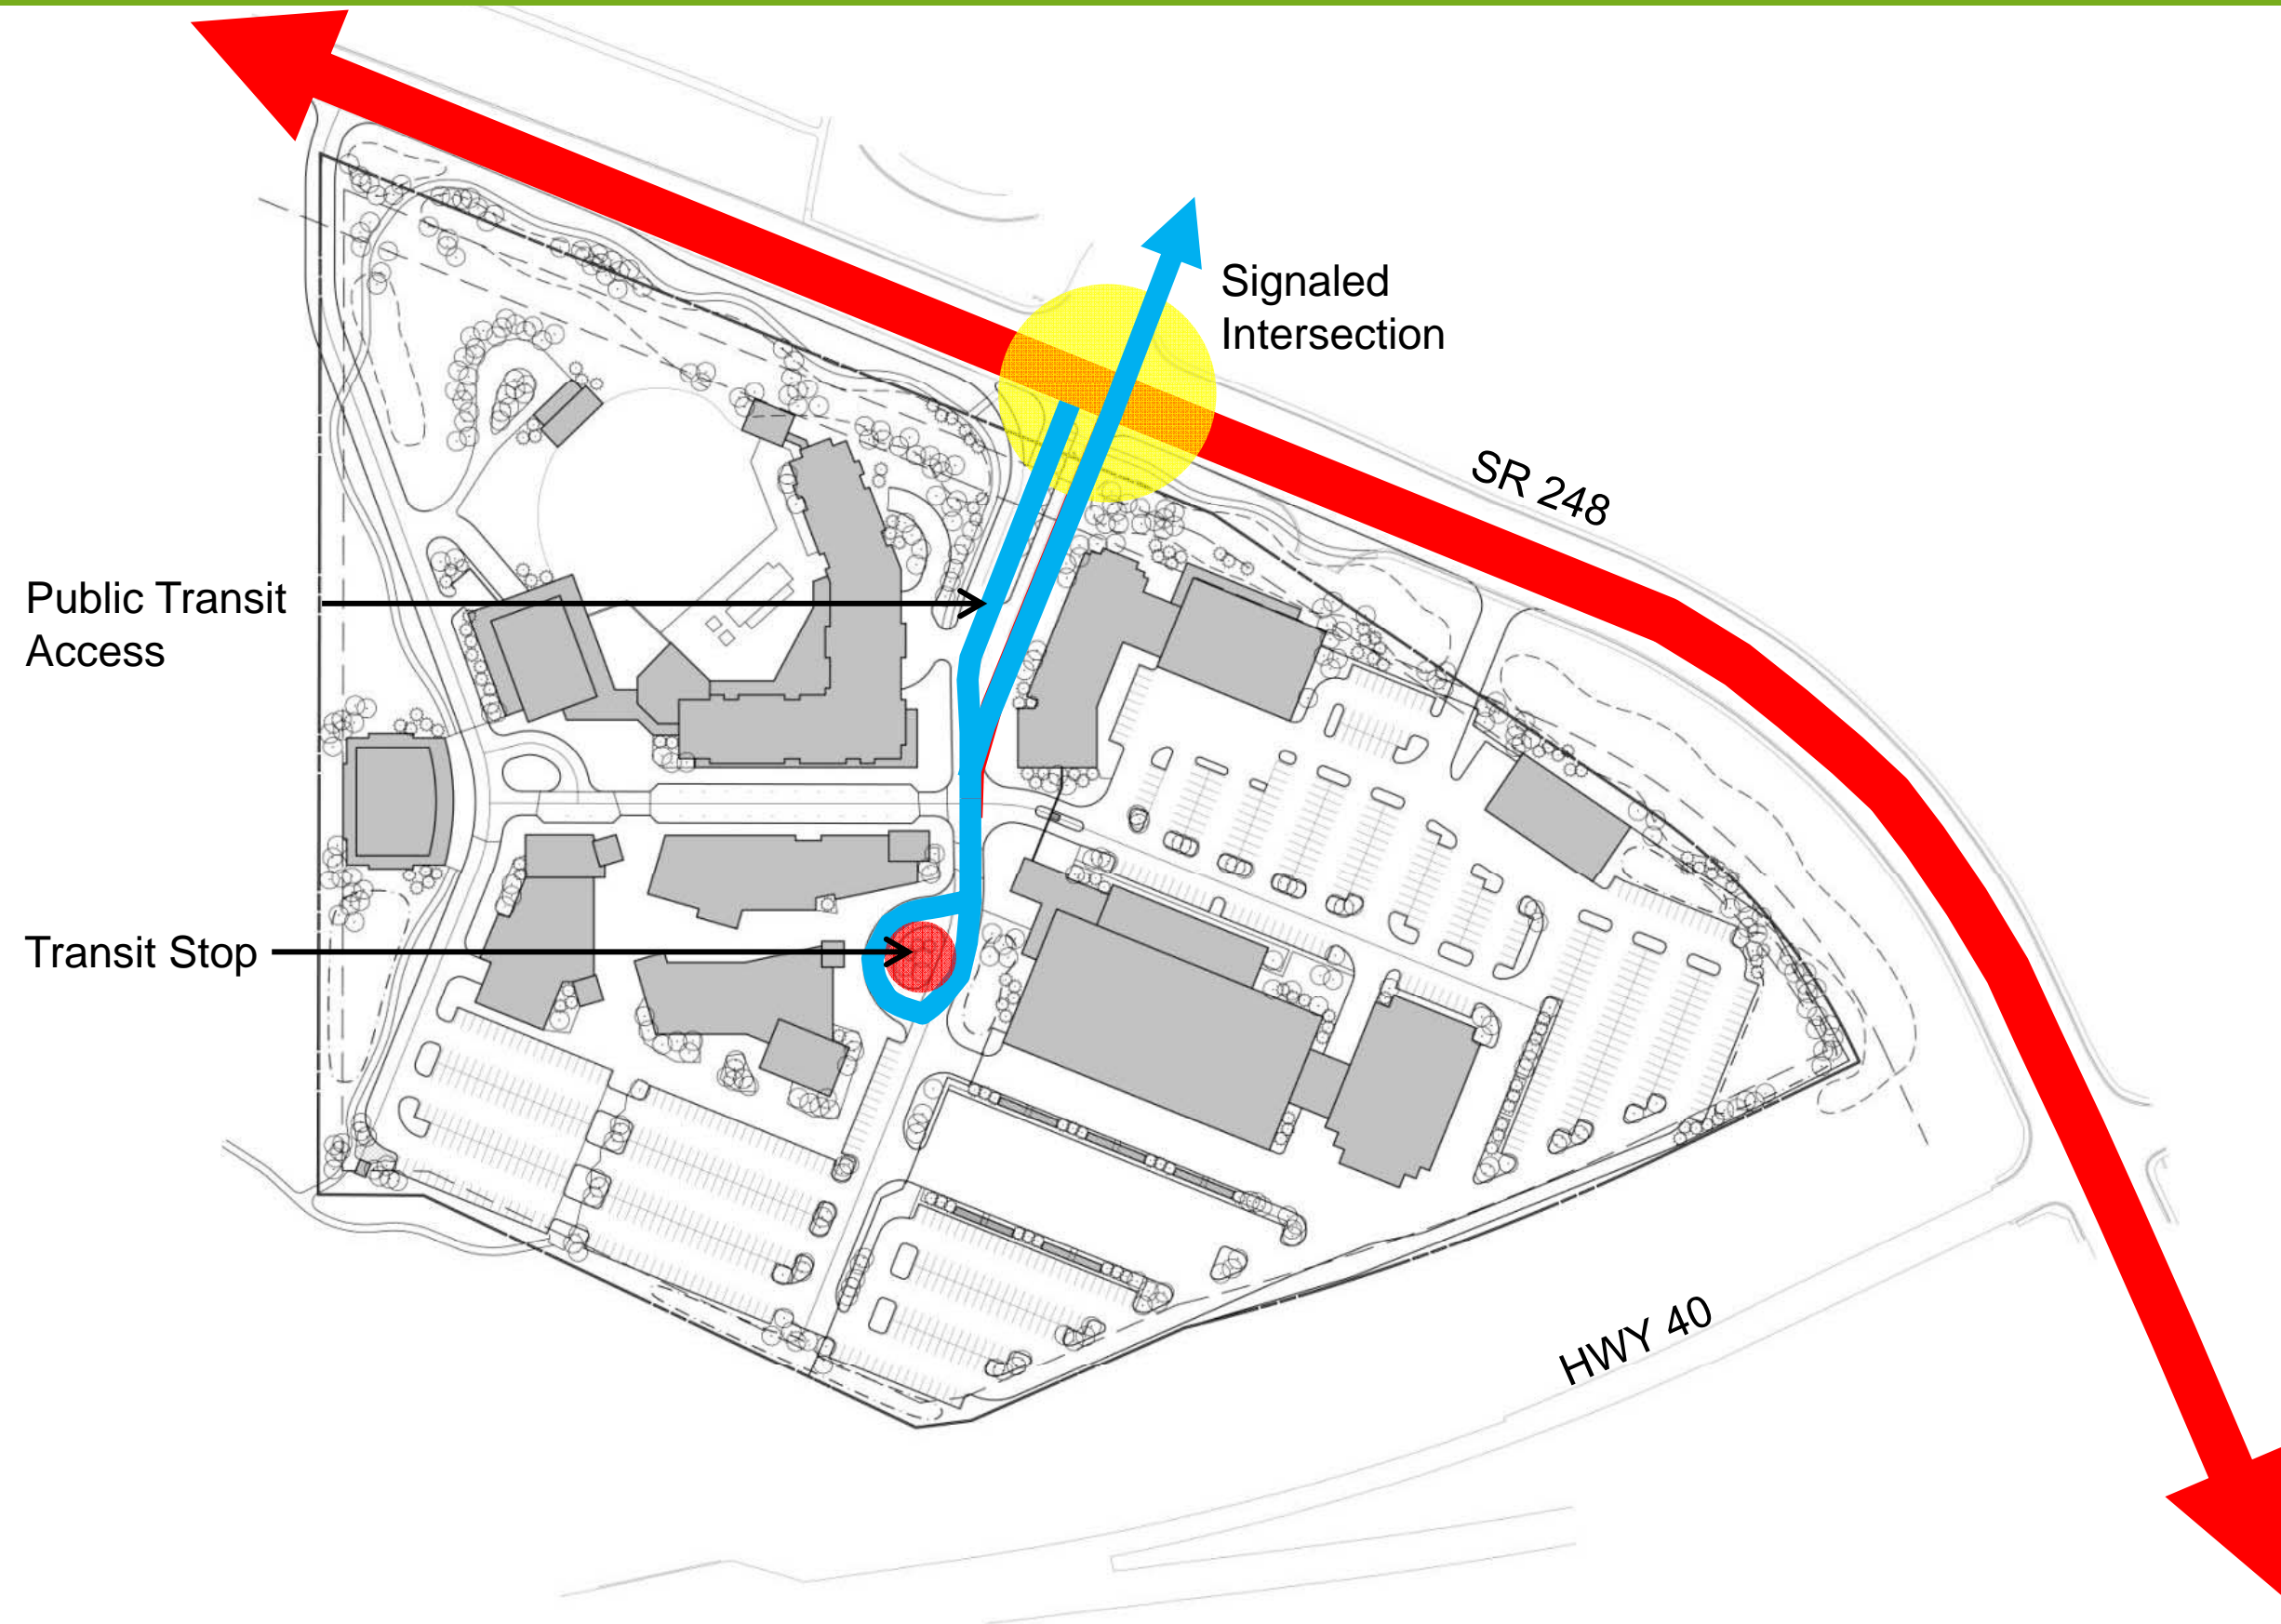 Signaled
Intersection
SR 248
Public Transit
Access
Transit Stop
HWY 40